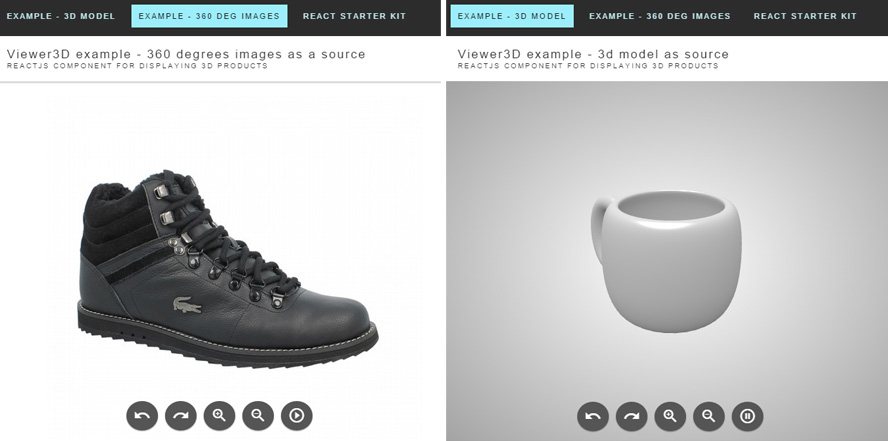 EXAMPLE - 3D MODEL
EXAMPLE - 360 DEG IMAGES
REACT STARTER KIT
Viewer3D example - 360 degrees images as a source
REACTJS COMPONENT FOR DISPLAYING 3D PRODUCTS
EXAMPLE - 3D MODEL
EXAMPLE - 360 DEG IMAGES
REACT STARTER KIT
Viewer3D example - 3d model as a source
REACTJS COMPONENT FOR DISPLAYING 3D PRODUCTS